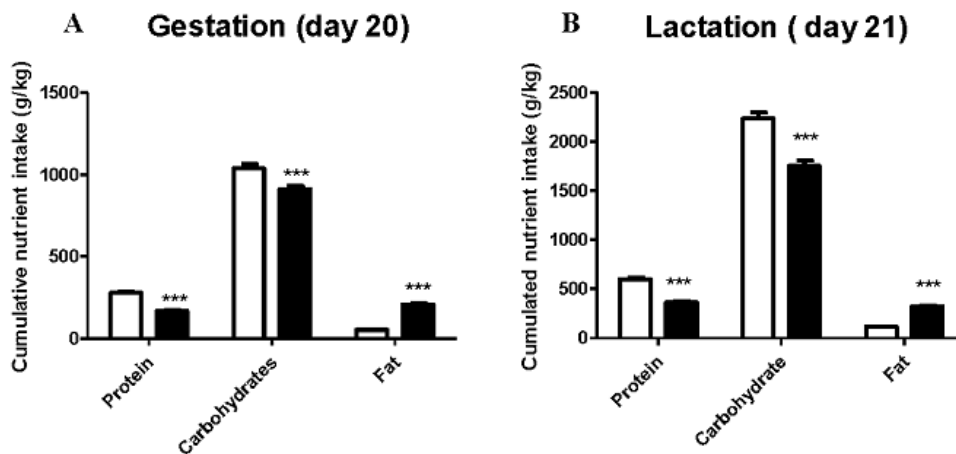 A Gestation (day 20)
Cumulative nutrient intake (g/kg)
1500
1000
500
0
***
***
***
Protein
Carbohydrates
Fat
B Lactation ( day 21)
Cumulated nutrient intake (g/kg)
2500
2000
1500
1000
500
0
***
***
***
Protein
Carbohydrate
Fat